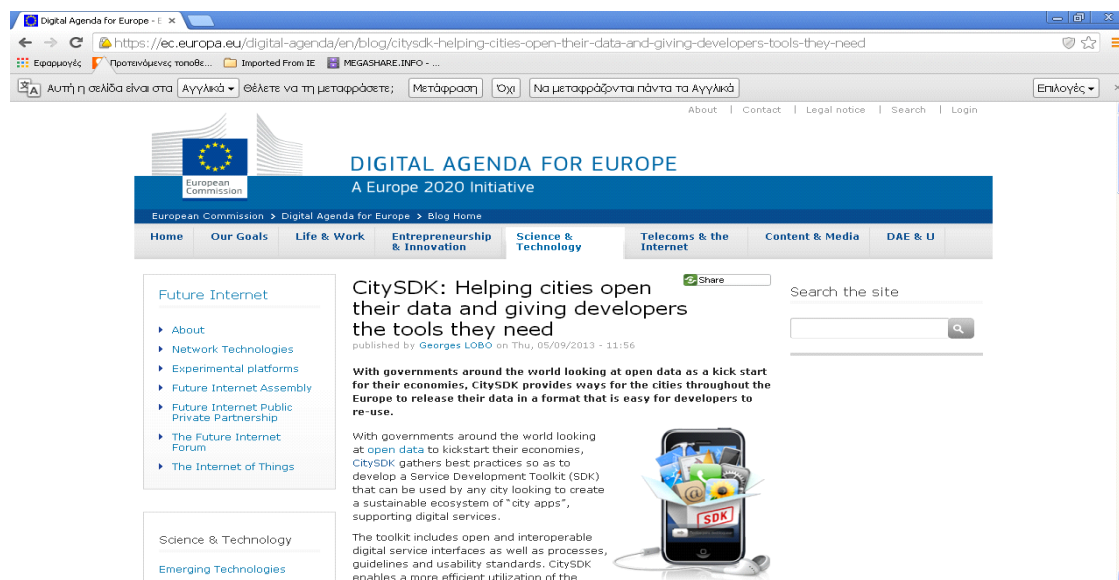 Digital Agenda for Europe - E
https://ec.europa.eu/digital-agenda/en/blog/citysdk-helping-cities-open-their-data-and-giving-developers-tools-they-need
Εφαρμογές Προτεινόμενες τοποθε... Imported From IE MEGASHARE.INFO - ...
Αυτή η σελίδα είναι στα Αγγλικά Θέλετε να τη μεταφράσετε; Μετάφραση Όχι Να μεταφράζονται πάντα τα Αγγλικά Επιλογές
About | Contact | Legal notice | Search | Login
European
Commission
DIGITAL AGENDA FOR EUROPE
A Europe 2020 Initiative
European Commission > Digital Agenda for Europe > Blog Home
Home Our Goals Life & Work Entrepreneurship & Innovation Science & Technology Telecoms & the Internet Content & Media DAE & U
Future Internet
About
Network Technologies
Experimental platforms
Future Internet Assembly
Future Internet Public
Private Partnership
The Future Internet
Forum
The Internet of Things
Science & Technology
Emerging Technologies
CitySDK: Helping cities open
their data and giving developers
the tools they need
Share
published by Georges LOBO on Thu, 05/09/2013 - 11:56
With governments around the world looking at open data as a kick start
for their economies, CitySDK provides ways for the cities throughout the
Europe to release their data in a format that is easy for developers to
re-use.
With governments around the world looking
at open data to kickstart their economies,
CitySDK gathers best practices so as to
develop a Service Development Toolkit (SDK)
that can be used by any city looking to create
a sustainable ecosystem of "city apps",
supporting digital services.
The toolkit includes open and interoperable
digital service interfaces as well as processes,
guidelines and usability standards. CitySDK
enables a more efficient utilization of the
SDK
Search the site